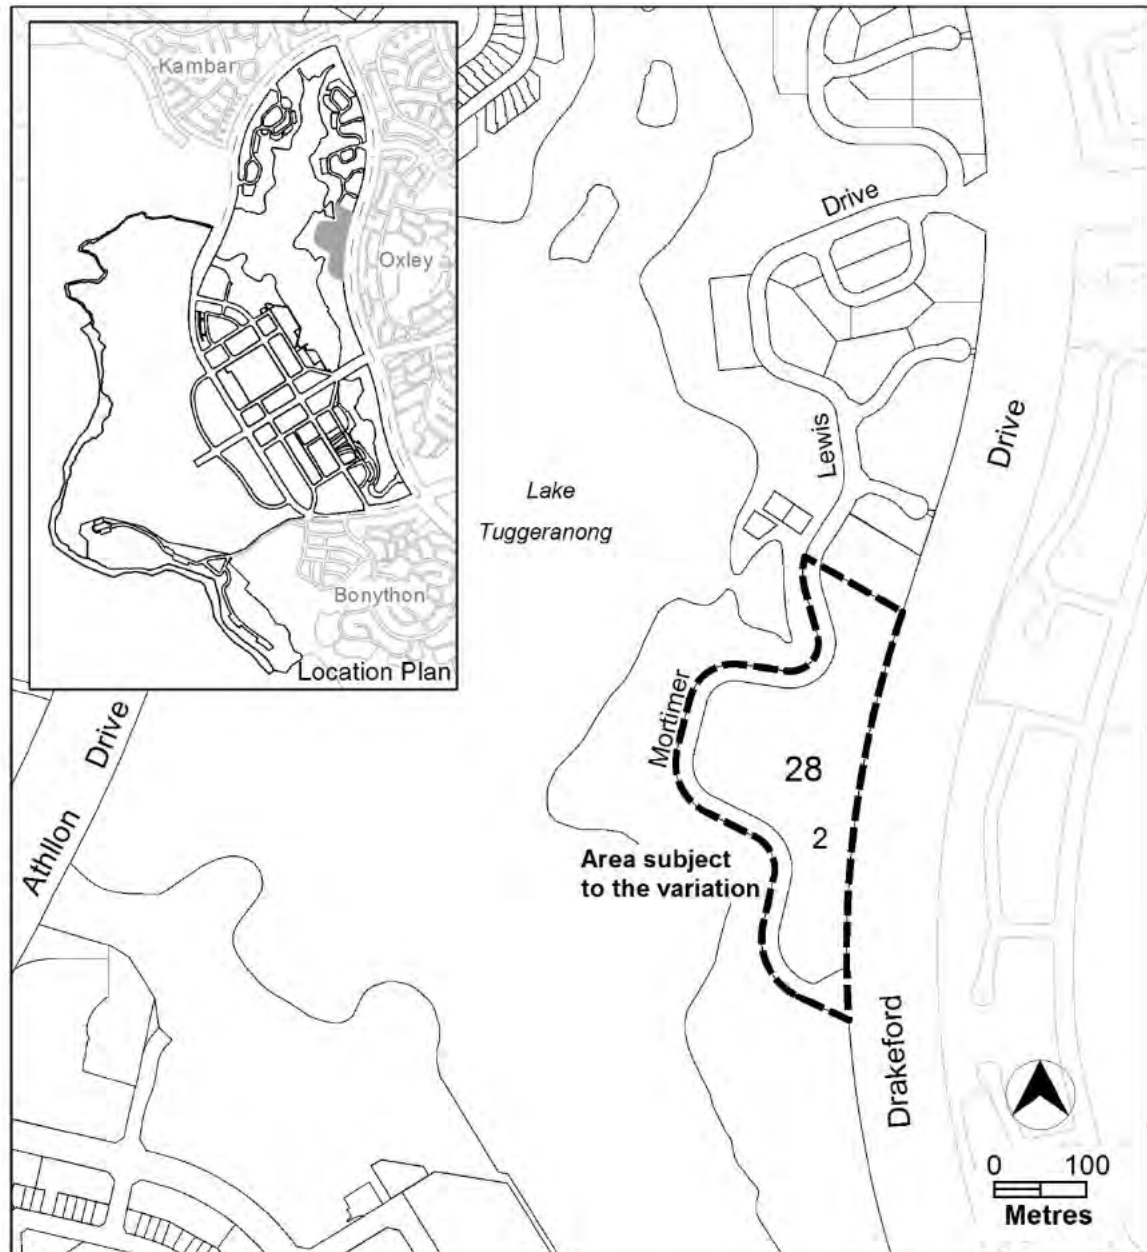 Kambar
Oxley
Bonython
Location Plan
Drive
Drive
Lewis
Lake
Tuggeranong
Mortimer
28
2
Area subject
to the variation
Athllon Drive
Drakeford
0 100
Metres